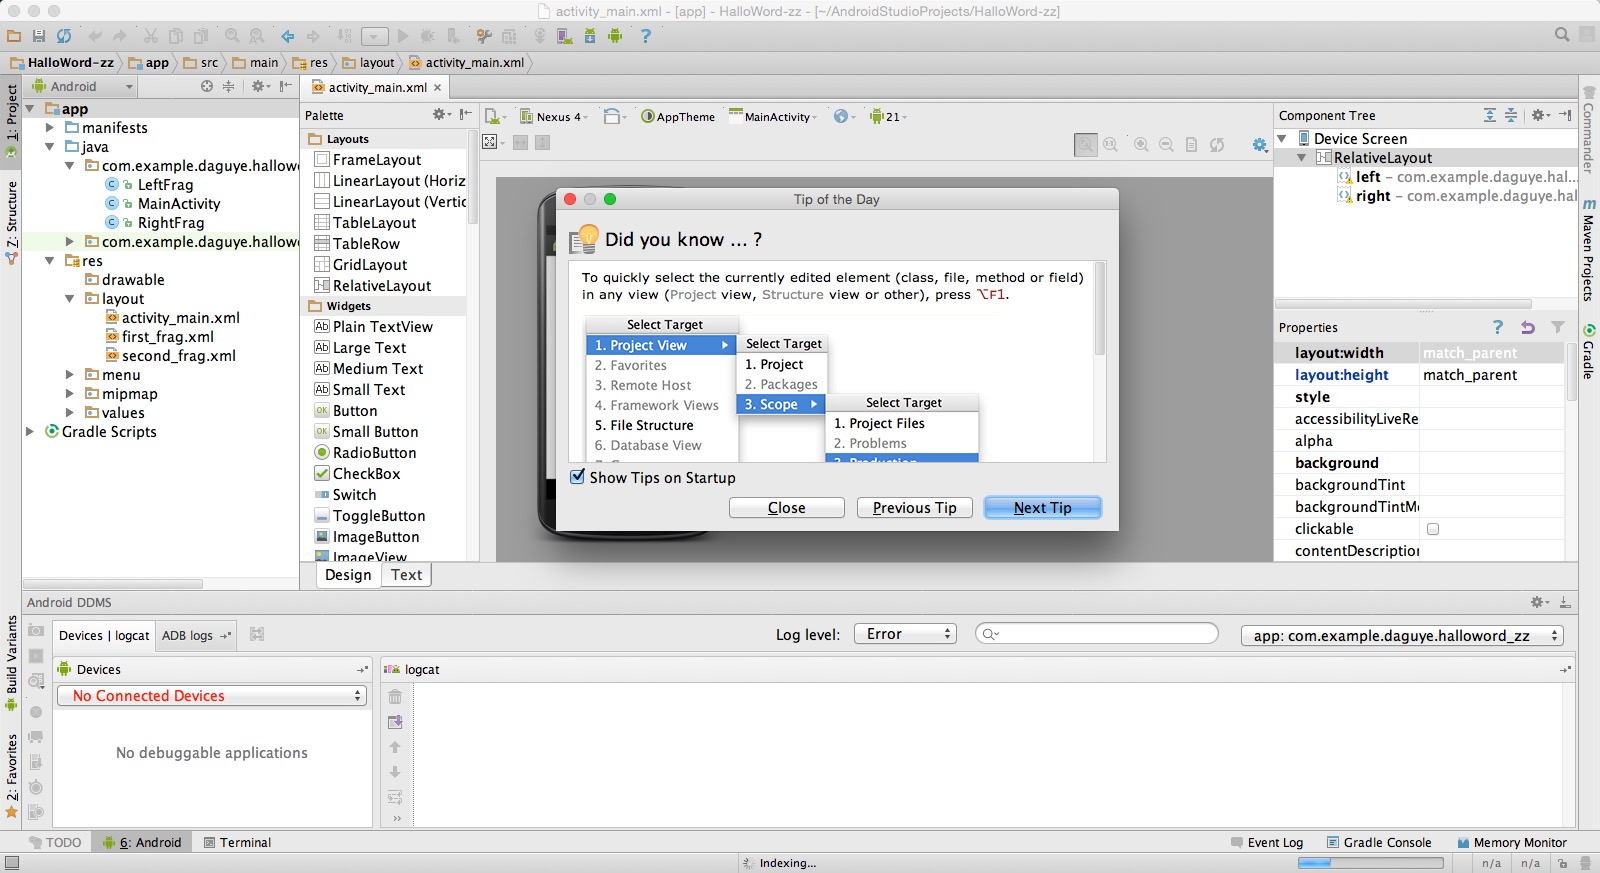 activity_main.xml - [app] - HalloWord-zz - [~/AndroidStudioProjects/HalloWord-zz]
HalloWord-zz app src main res layout activity_main.xml
Android
activity_main.xml
1: Project
Z: Structure
Build Variants
2: Favorites
app
manifests
java
com.example.daguye.hallowo
LeftFrag
MainActivity
RightFrag
com.example.daguye.hallowo
res
drawable
layout
activity_main.xml
first_frag.xml
second_frag.xml
menu
mipmap
values
Gradle Scripts
Palette
Layouts
FrameLayout
LinearLayout (Horiz
LinearLayout (Vertic
TableLayout
TableRow
GridLayout
RelativeLayout
Widgets
Plain TextView
Large Text
Medium Text
Small Text
Button
Small Button
RadioButton
CheckBox
Switch
ToggleButton
ImageButton
ImageView
Design Text
Nexus 4 AppTheme MainActivity 21
Tip of the Day
Did you know ... ?
To quickly select the currently edited element (class, file, method or field)
in any view (Project view, Structure view or other), press ⌥F1.
Select Target
1. Project View
2. Favorites
3. Remote Host
4. Framework Views
5. File Structure
6. Database View
Select Target
1. Project
2. Packages
3. Scope
Select Target
1. Project Files
2. Problems
3. Production
Show Tips on Startup
Close Previous Tip Next Tip
Component Tree
Device Screen
RelativeLayout
left – com.example.daguye.hal...
right – com.example.daguye.hal
Properties
layout:width match_parent
layout:height match_parent
style
accessibilityLiveRe
alpha
background
backgroundTint
backgroundTintMo
clickable
contentDescription
Commander
Maven Projects
Gradle
Android DDMS
Devices | logcat ADB logs
Log level: Error app: com.example.daguye.halloword_zz
Devices
No Connected Devices
No debuggable applications
logcat
TODO 6: Android Terminal Event Log Gradle Console Memory Monitor
Indexing... n/a n/a